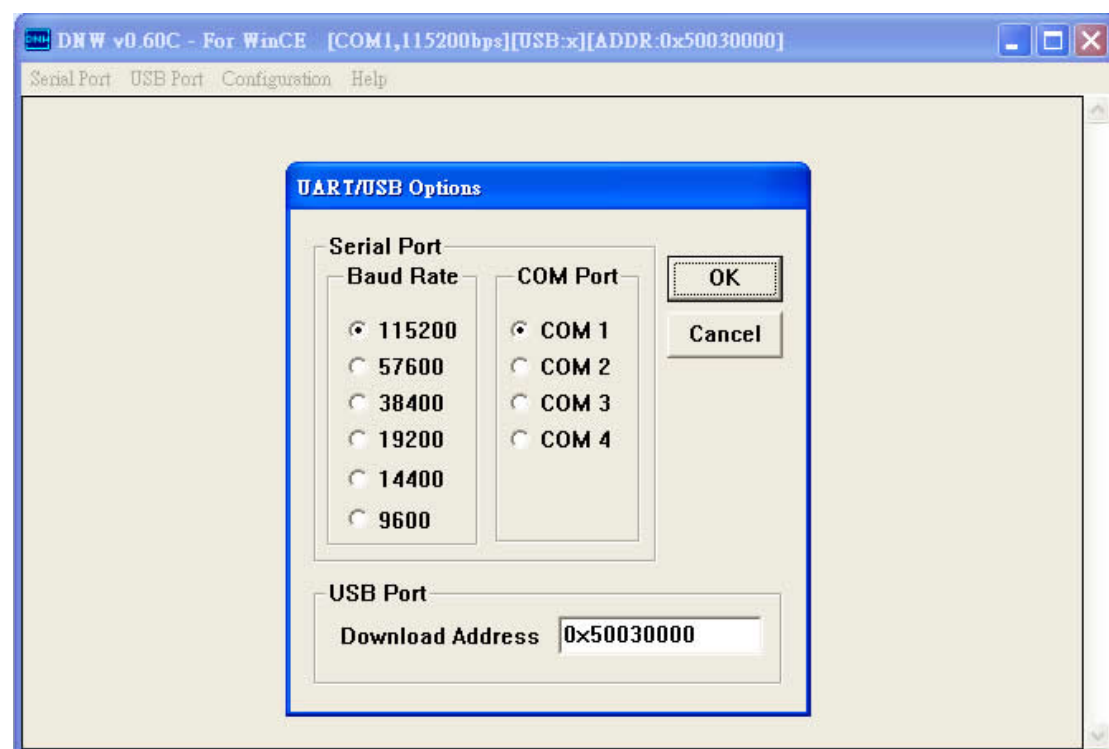 DNW v0.60C - For WinCE [COM1,115200bps][USB:x][ADDR:0x50030000]
Serial Port USB Port Configuration Help
UART/USB Options
Serial Port
Baud Rate
115200
57600
38400
19200
14400
9600
COM Port
COM 1
COM 2
COM 3
COM 4
OK
Cancel
USB Port
Download Address 0x50030000